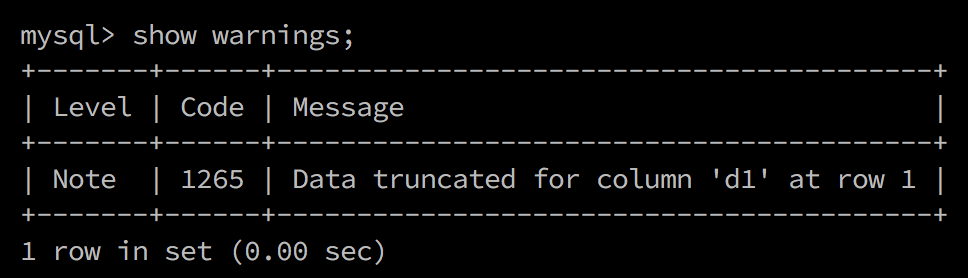 mysql> show warnings;
+-------+------+-----------------------------------------+
| Level | Code | Message                                 |
+-------+------+-----------------------------------------+
| Note  | 1265 | Data truncated for column 'd1' at row 1 |
+-------+------+-----------------------------------------+
1 row in set (0.00 sec)